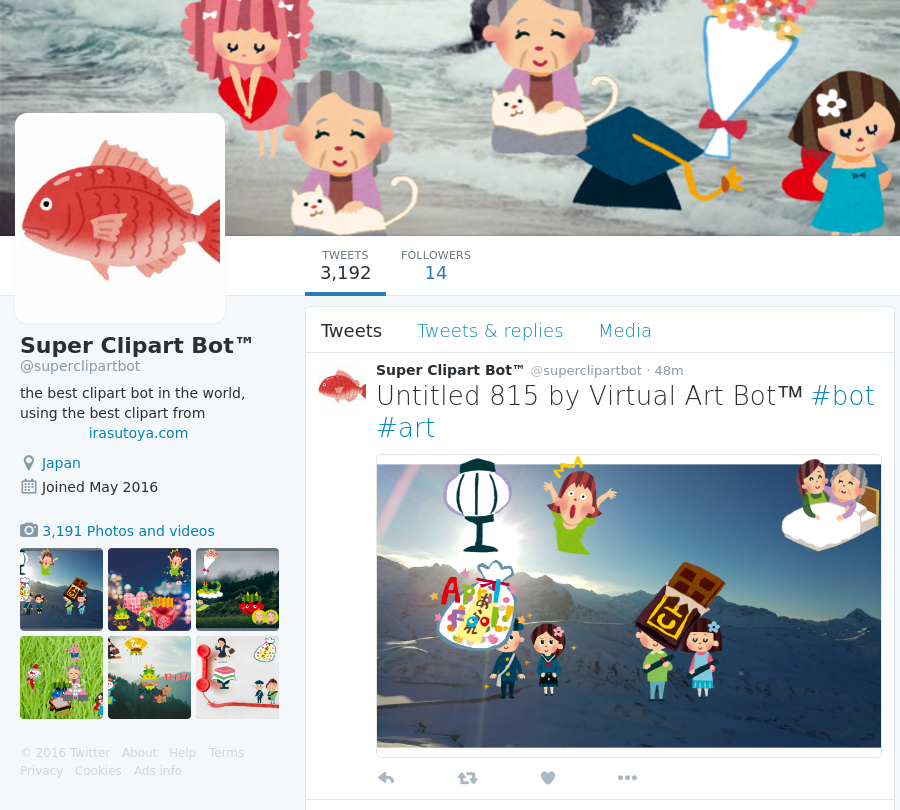 TWEETS
3,192
FOLLOWERS
14
Super Clipart Bot™
@superclipartbot
the best clipart bot in the world,
using the best clipart from
irasutoya.com
Japan
Joined May 2016
3,191 Photos and videos
© 2016 Twitter About Help Terms
Privacy Cookies Ads info
Tweets Tweets & replies Media
Super Clipart Bot™ @superclipartbot · 48m
Untitled 815 by Virtual Art Bot™ #bot
#art
April
Fool!